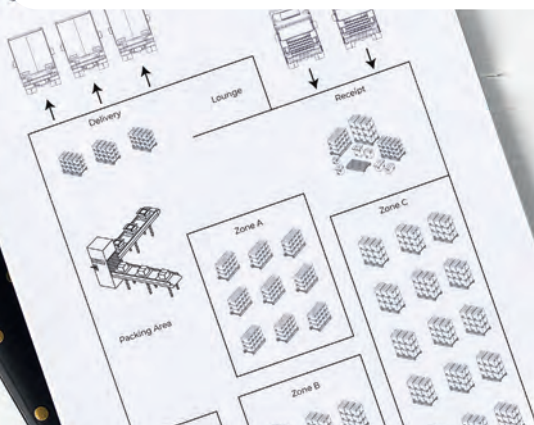 Delivery
Lounge
Receipt
Zone A
Zone C
Packing Area
Zone B